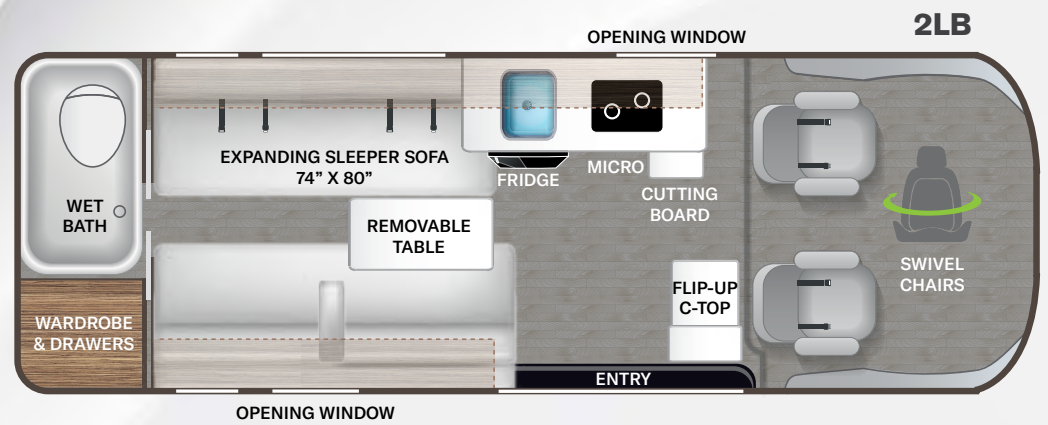 2LB
OPENING WINDOW
EXPANDING SLEEPER SOFA
74” X 80”
FRIDGE
MICRO
CUTTING
BOARD
WET
BATH
REMOVABLE
TABLE
SWIVEL
CHAIRS
FLIP-UP
C-TOP
WARDROBE
& DRAWERS
ENTRY
OPENING WINDOW